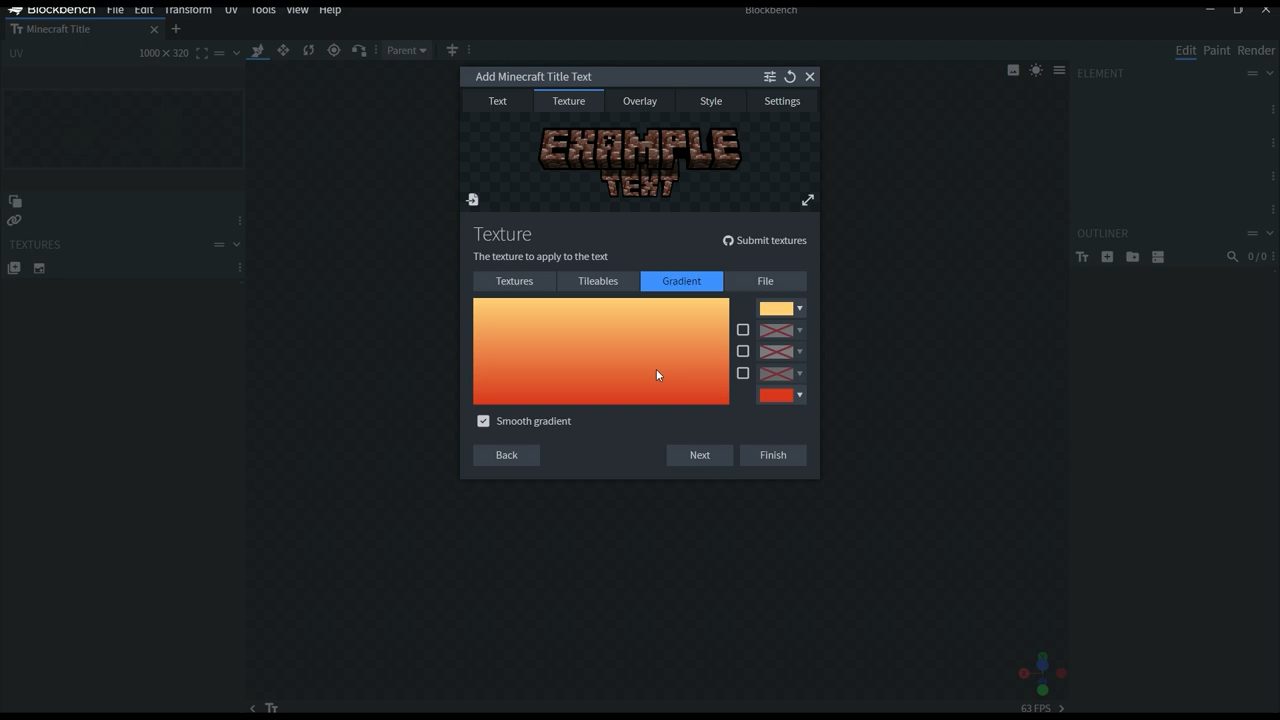 Blockbench File Edit Transform UV Tools View Help Blockbench
Minecraft Title
UV 1000 × 320 Parent Edit Paint Render
Add Minecraft Title Text
ELEMENT
Text Texture Overlay Style Settings
EXAMPLE
TEXT
Texture
Submit textures
The texture to apply to the text
Textures Tileables Gradient File
TEXTURES
OUTLINER
0 / 0
Smooth gradient
Back Next Finish
63 FPS